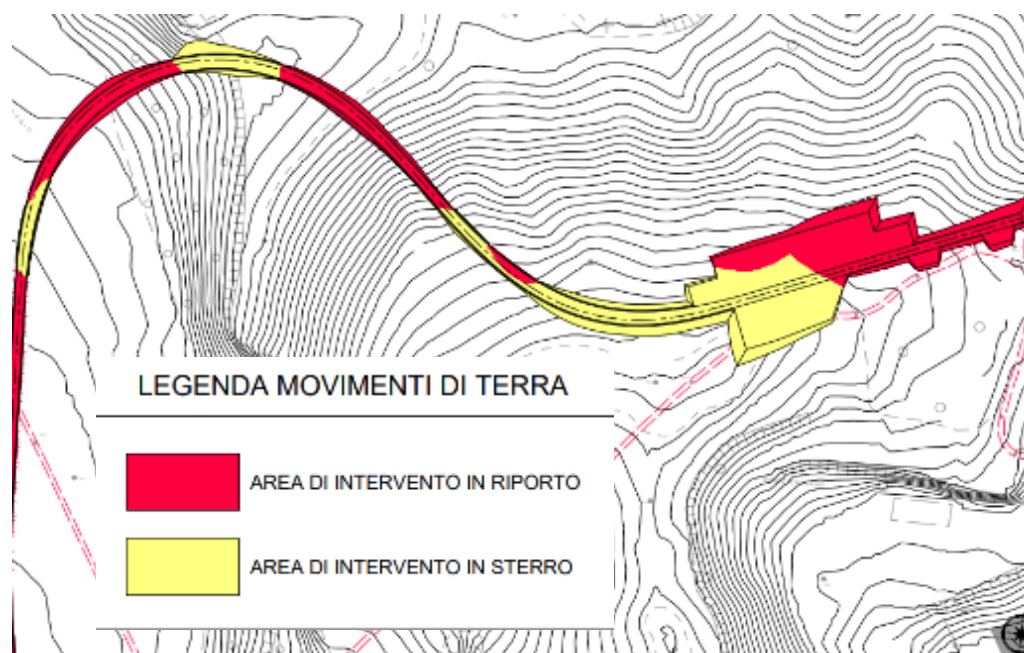 LEGENDA MOVIMENTI DI TERRA
AREA DI INTERVENTO IN RIPORTO
AREA DI INTERVENTO IN STERRO